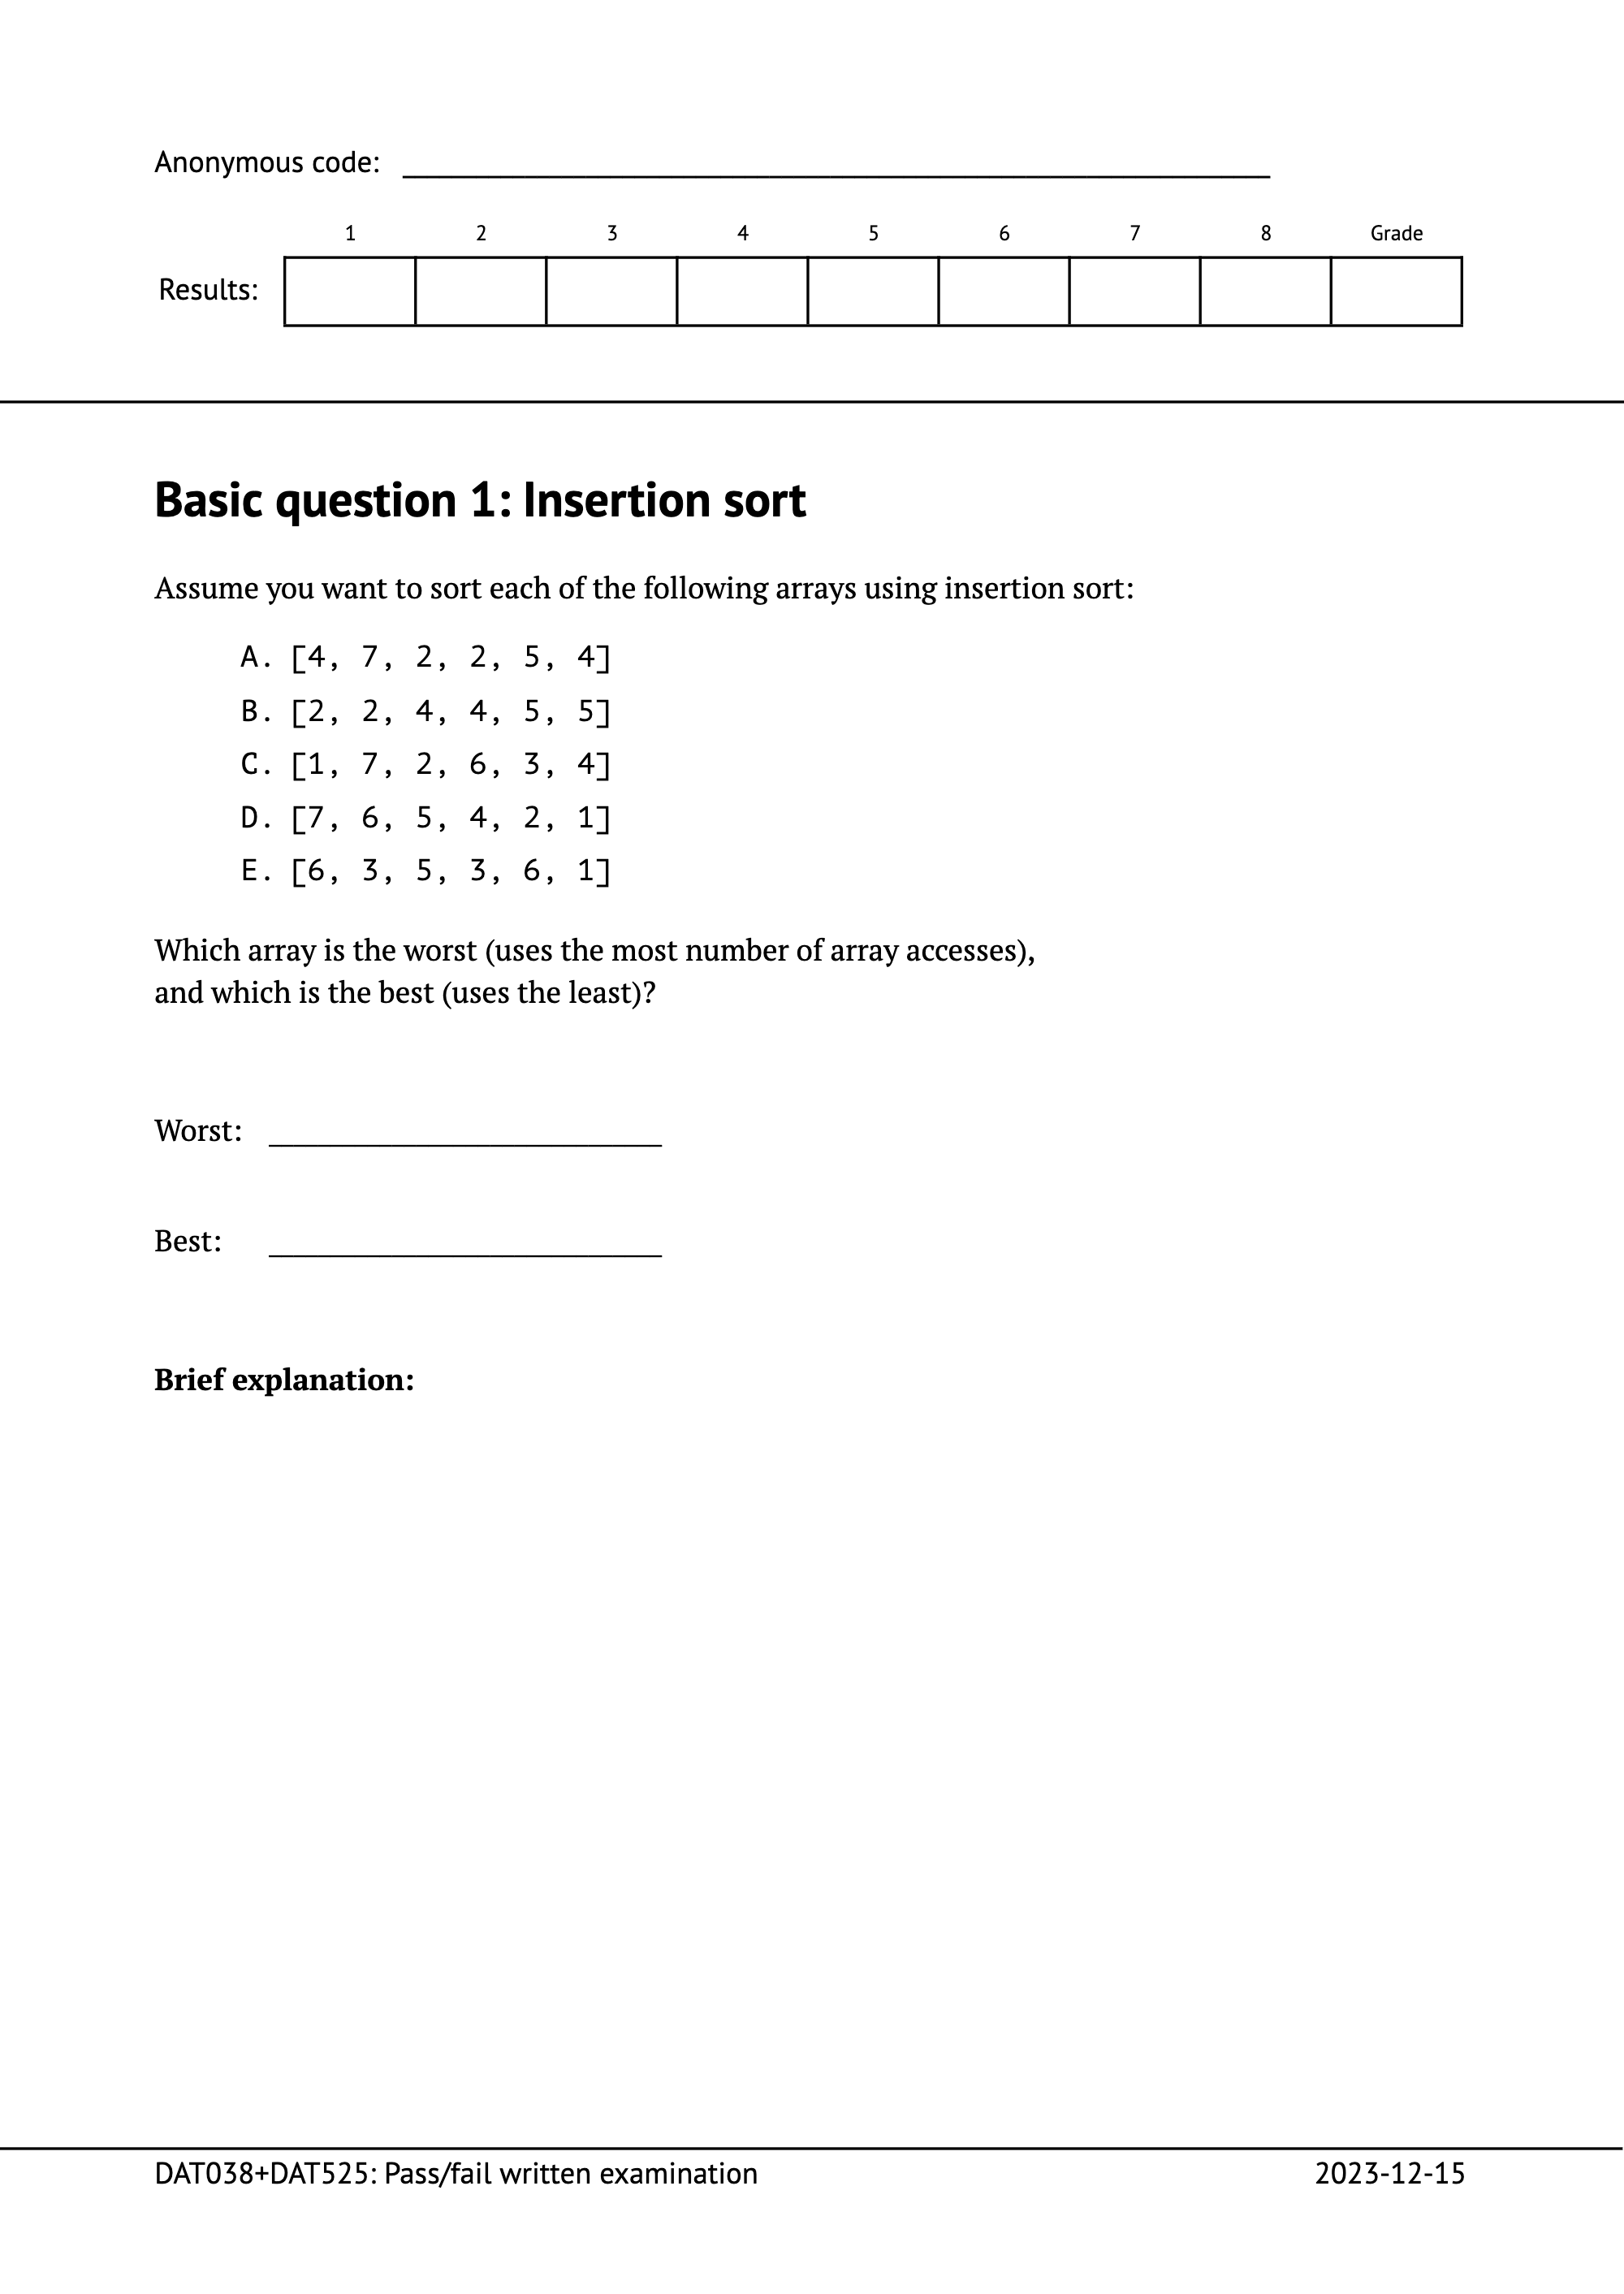 Anonymous code:
1 2 3 4 5 6 7 8 Grade
Results:
Basic question 1: Insertion sort
Assume you want to sort each of the following arrays using insertion sort:
A. [4, 7, 2, 2, 5, 4]
B. [2, 2, 4, 4, 5, 5]
C. [1, 7, 2, 6, 3, 4]
D. [7, 6, 5, 4, 2, 1]
E. [6, 3, 5, 3, 6, 1]
Which array is the worst (uses the most number of array accesses),
and which is the best (uses the least)?
Worst:
Best:
Brief explanation:
DAT038+DAT525: Pass/fail written examination 2023-12-15